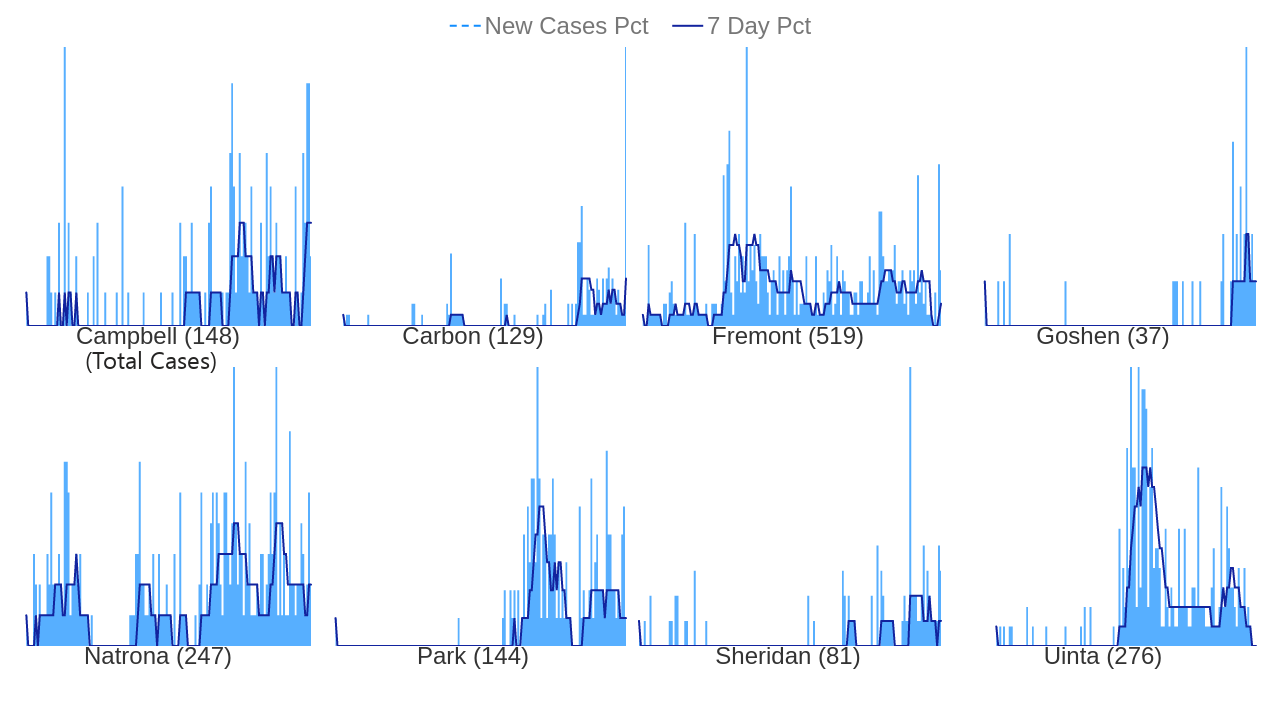 New Cases Pct 7 Day Pct
Campbell (148) Carbon (129) Fremont (519) Goshen (37)
(Total Cases)
Natrona (247) Park (144) Sheridan (81) Uinta (276)